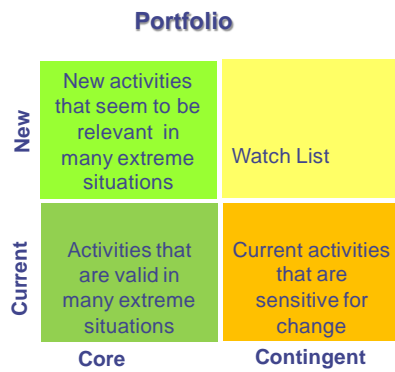 Portfolio
New
New activities
that seem to be
relevant in
many extreme
situations
Watch List
Current
Activities that
are valid in
many extreme
situations
Current activities
that are
sensitive for
change
Core
Contingent